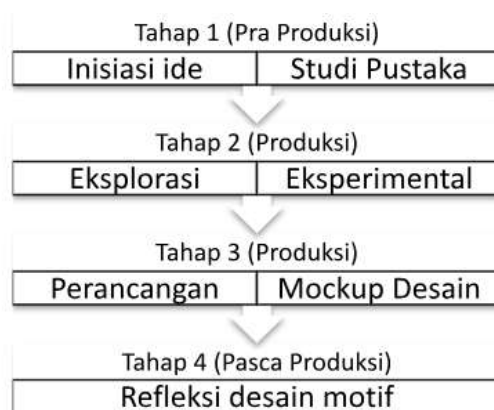 Tahap 1 (Pra Produksi)
Inisiasi ide Studi Pustaka
Tahap 2 (Produksi)
Eksplorasi Eksperimental
Tahap 3 (Produksi)
Perancangan Mockup Desain
Tahap 4 (Pasca Produksi)
Refleksi desain motif